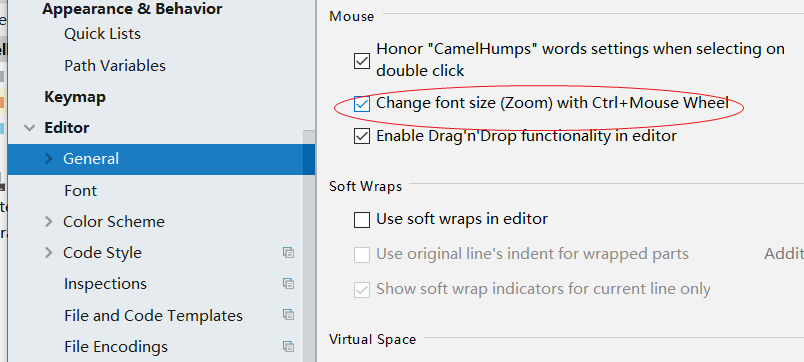 Appearance & Behavior
Quick Lists
Path Variables
Keymap
Editor
General
Font
Color Scheme
Code Style
Inspections
File and Code Templates
File Encodings
Mouse
Honor "CamelHumps" words settings when selecting on
double click
Change font size (Zoom) with Ctrl+Mouse Wheel
Enable Drag'n'Drop functionality in editor
Soft Wraps
Use soft wraps in editor
Use original line's indent for wrapped parts
Show soft wrap indicators for current line only
Virtual Space